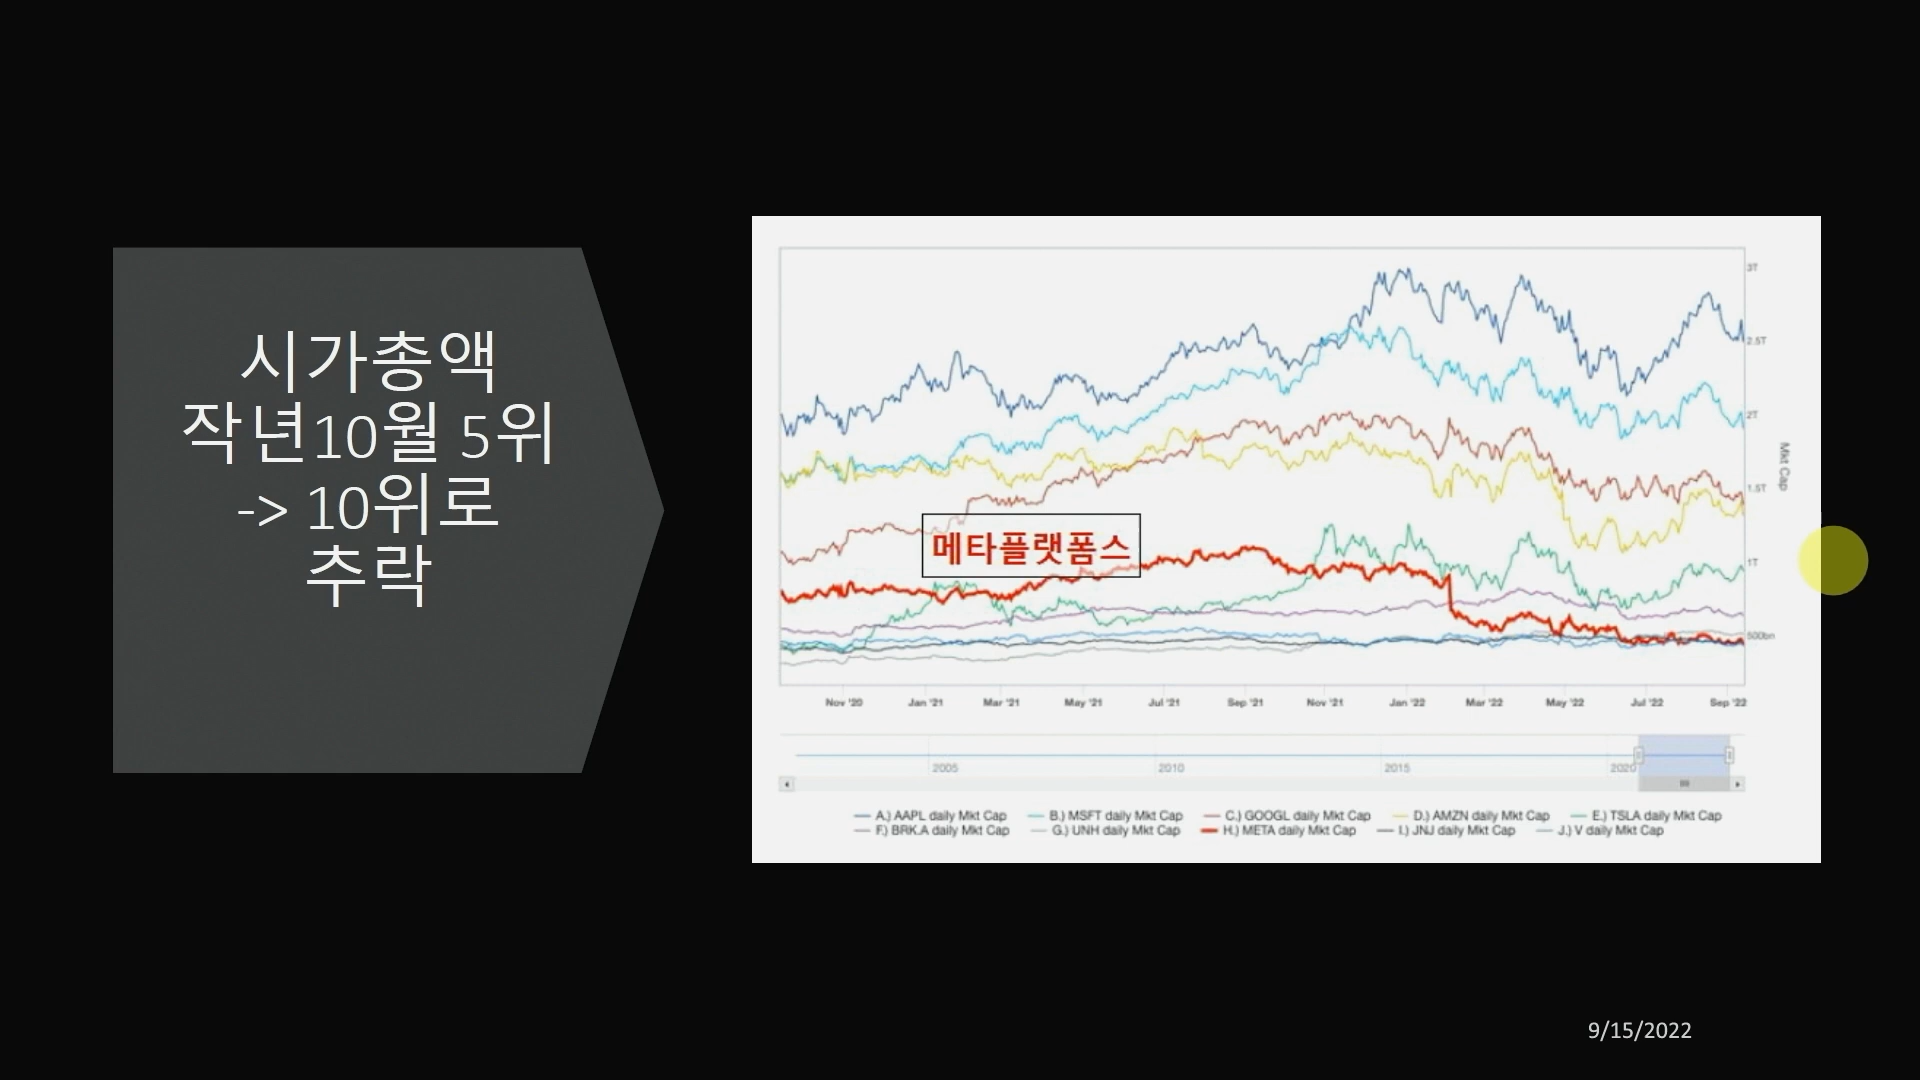 시가총액
작년10월 5위
-> 10위로
추락
메타플랫폼스
3T
2.5T
2T
1.5T
1T
500bn
Mkt Cap
Nov '20 Jan '21 Mar '21 May '21 Jul '21 Sep '21 Nov '21 Jan '22 Mar '22 May '22 Jul '22 Sep '22
2005 2010 2015 2020
A.) AAPL daily Mkt Cap B.) MSFT daily Mkt Cap C.) GOOGL daily Mkt Cap D.) AMZN daily Mkt Cap E.) TSLA daily Mkt Cap
F.) BRK.A daily Mkt Cap G.) UNH daily Mkt Cap H.) META daily Mkt Cap I.) JNJ daily Mkt Cap J.) V daily Mkt Cap
9/15/2022